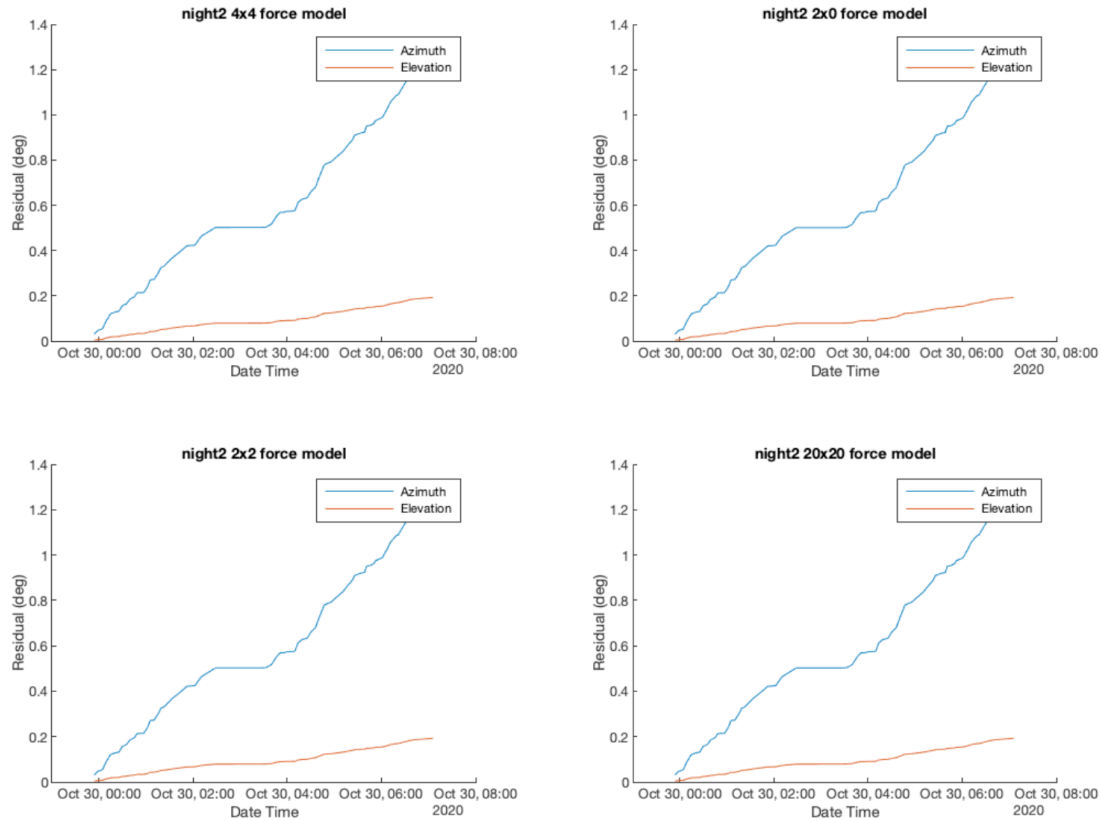 night2 4x4 force model
1.4
1.2
1
0.8
0.6
0.4
0.2
0
Residual (deg)
Azimuth
Elevation
Oct 30, 00:00 Oct 30, 02:00 Oct 30, 04:00 Oct 30, 06:00 Oct 30, 08:00
Date Time
2020
night2 2x0 force model
1.4
1.2
1
0.8
0.6
0.4
0.2
0
Residual (deg)
Azimuth
Elevation
Oct 30, 00:00 Oct 30, 02:00 Oct 30, 04:00 Oct 30, 06:00 Oct 30, 08:00
Date Time
2020
night2 2x2 force model
1.4
1.2
1
0.8
0.6
0.4
0.2
0
Residual (deg)
Azimuth
Elevation
Oct 30, 00:00 Oct 30, 02:00 Oct 30, 04:00 Oct 30, 06:00 Oct 30, 08:00
Date Time
2020
night2 20x20 force model
1.4
1.2
1
0.8
0.6
0.4
0.2
0
Residual (deg)
Azimuth
Elevation
Oct 30, 00:00 Oct 30, 02:00 Oct 30, 04:00 Oct 30, 06:00 Oct 30, 08:00
Date Time
2020